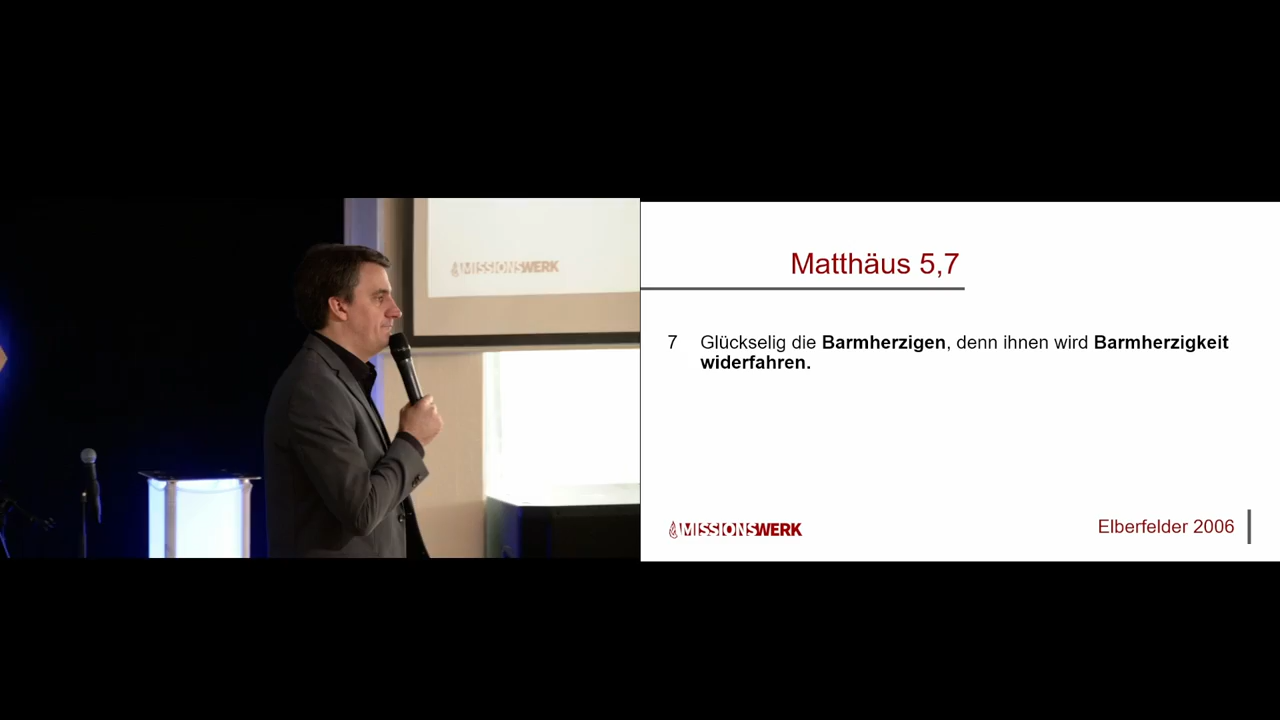 MISSIONSWERK
Matthäus 5,7
7 Glückselig die Barmherzigen, denn ihnen wird Barmherzigkeit
widerfahren.
MISSIONSWERK
Elberfelder 2006